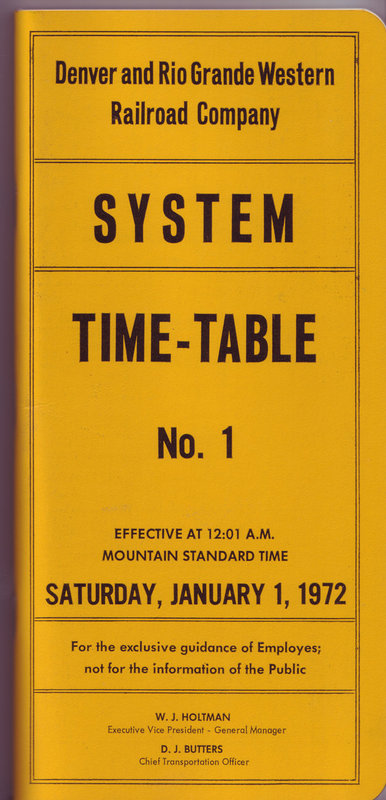 Denver and Rio Grande Western
Railroad Company
SYSTEM
TIME-TABLE
No. 1
EFFECTIVE AT 12:01 A.M.
MOUNTAIN STANDARD TIME
SATURDAY, JANUARY 1, 1972
For the exclusive guidance of Employes;
not for the information of the Public
W. J. HOLTMAN
Executive Vice President - General Manager
D. J. BUTTERS
Chief Transportation Officer